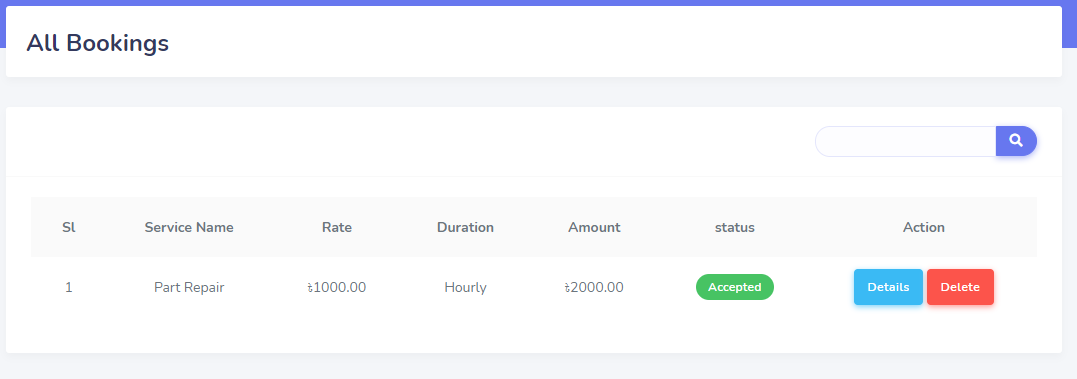 All Bookings
Sl Service Name Rate Duration Amount status Action
1 Part Repair ৳1000.00 Hourly ৳2000.00 Accepted Details Delete